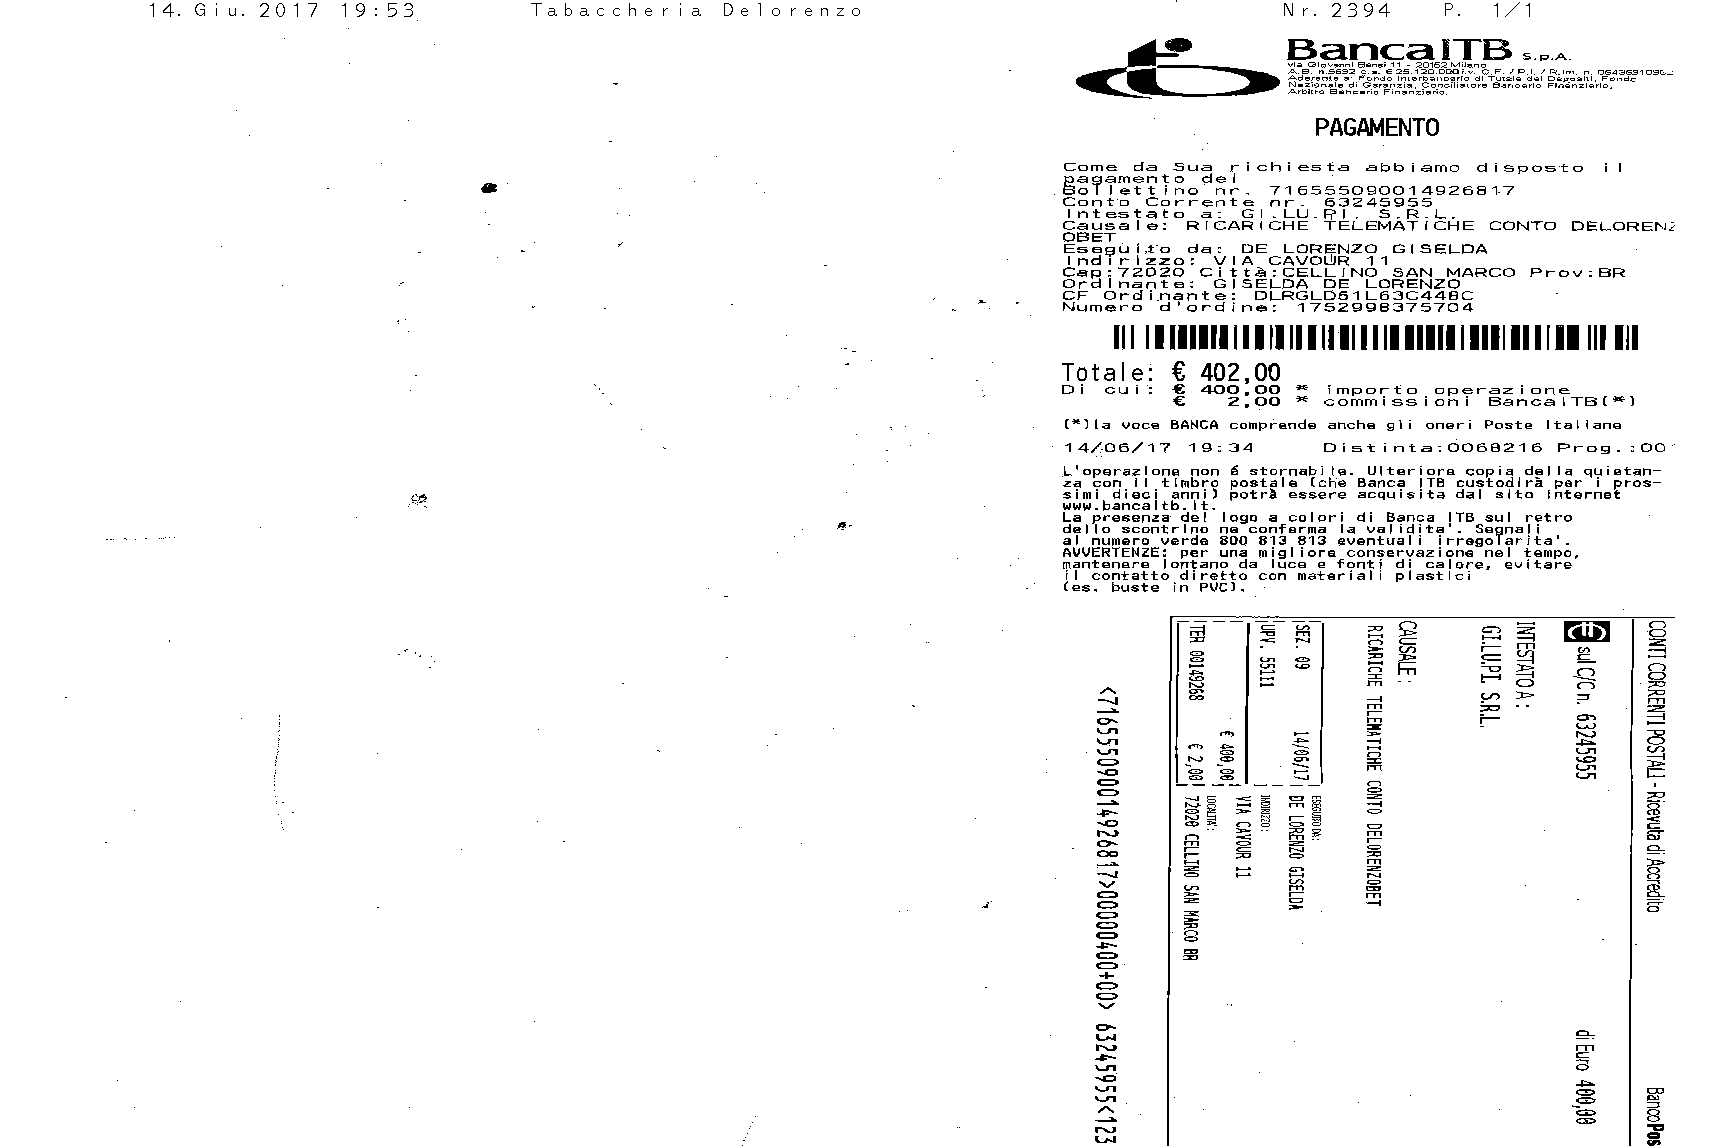 14. Giu. 2017 19:53 Tabaccheria Delorenzo Nr. 2394 P. 1/1
BancaITB S.p.A.
Via Giovanni Bensi 11 - 20152 Milano
Aderente a: Fondo Interbancario di Tutela dei Depositi, Fondo
Nazionale di Garanzia, Conciliatore Bancario Finanziario,
Arbitro Bancario Finanziario.
PAGAMENTO
Come da Sua richiesta abbiamo disposto il
pagamento del
Bollettino nr. 716555090014926817
Conto Corrente nr. 63245955
Intestato a: GI.LU.PI. S.R.L.
Causale: RICARICHE TELEMATICHE CONTO DELORENZ
OBET
Eseguito da: DE LORENZO GISELDA
Indirizzo: VIA CAVOUR 11
Cap:72020 Città:CELLINO SAN MARCO Prov:BR
Ordinante: GISELDA DE LORENZO
CF Ordinante: DLRGLD61L63C448C
Numero d'ordine: 1752998375704
Totale: € 402,00
Di cui: € 400,00 * importo operazione
€ 2,00 * commissioni BancaITB(*)
(*)la voce BANCA comprende anche gli oneri Poste Italiane
14/06/17 19:34 Distinta:0068216 Prog.:00
L'operazione non é stornabile. Ulteriore copia della quietan-
za con il timbro postale (che Banca ITB custodirà per i pros-
simi dieci anni) potrà essere acquisita dal sito internet
www.bancaitb.it.
La presenza del logo a colori di Banca ITB sul retro
dello scontrino ne conferma la validita'. Segnali
al numero verde 800 813 813 eventuali irregolarita'.
AVVERTENZE: per una migliore conservazione nel tempo,
mantenere lontano da luce e fonti di calore, evitare
il contatto diretto con materiali plastici
(es. buste in PVC).
CONTI CORRENTI POSTALI - Ricevuta di Accredito BancoPos
sul C/C n. 63245955 di Euro 400,00
INTESTATO A:
GI.LU.PI. S.R.L.
CAUSALE:
RICARICHE TELEMATICHE CONTO DELORENZOBET
SEZ. 09 14/06/17
UPV. 55111
€ 400,00
TER 00149268 € 2,00
ESEGUITO DA:
DE LORENZO GISELDA
INDIRIZZO:
VIA CAVOUR 11
LOCALITA':
72020 CELLINO SAN MARCO BR
<716555090014926817>00000400+00> 63245955<123